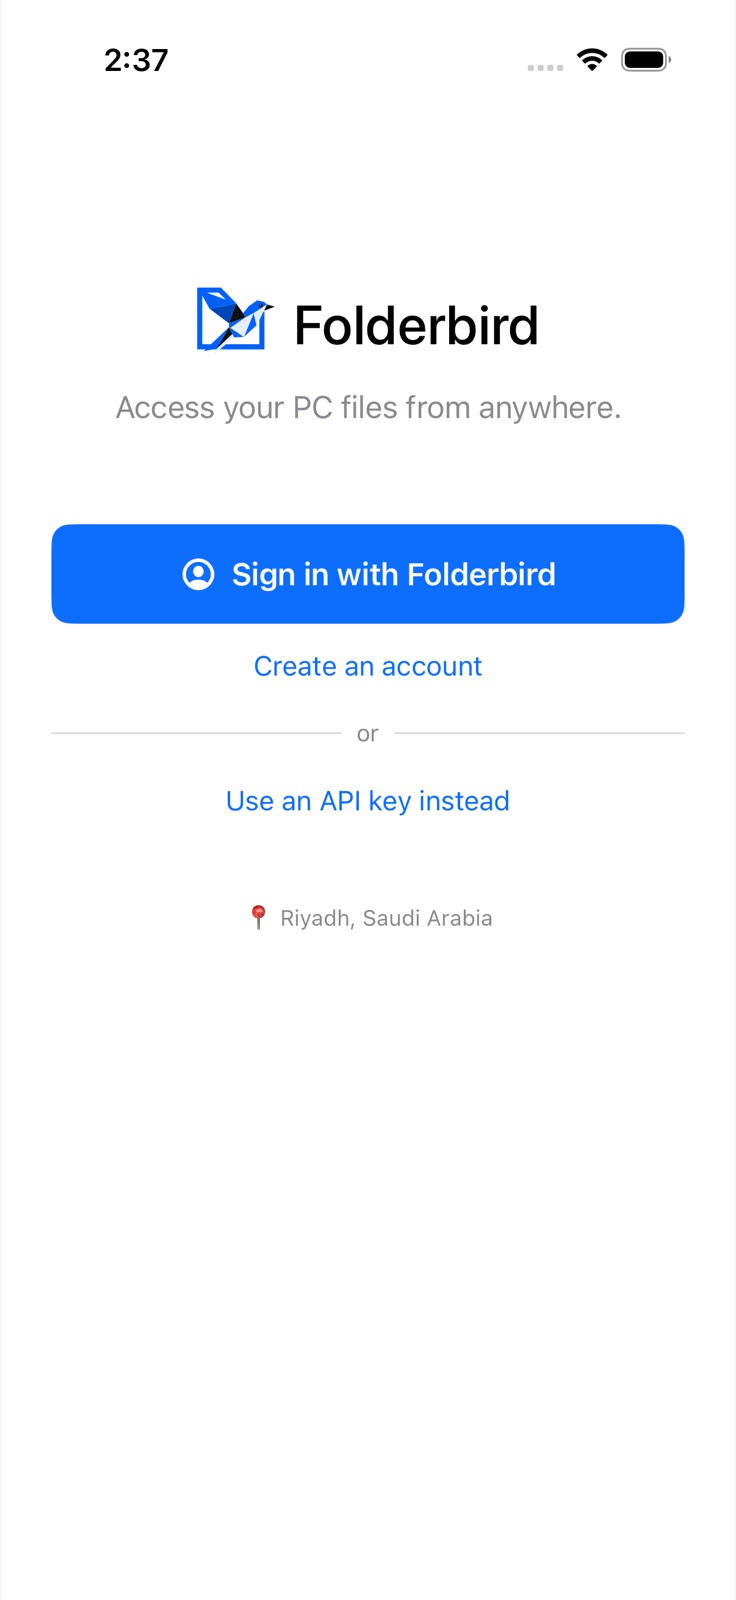 2:37
Folderbird
Access your PC files from anywhere.
Sign in with Folderbird
Create an account
or
Use an API key instead
📍 Riyadh, Saudi Arabia